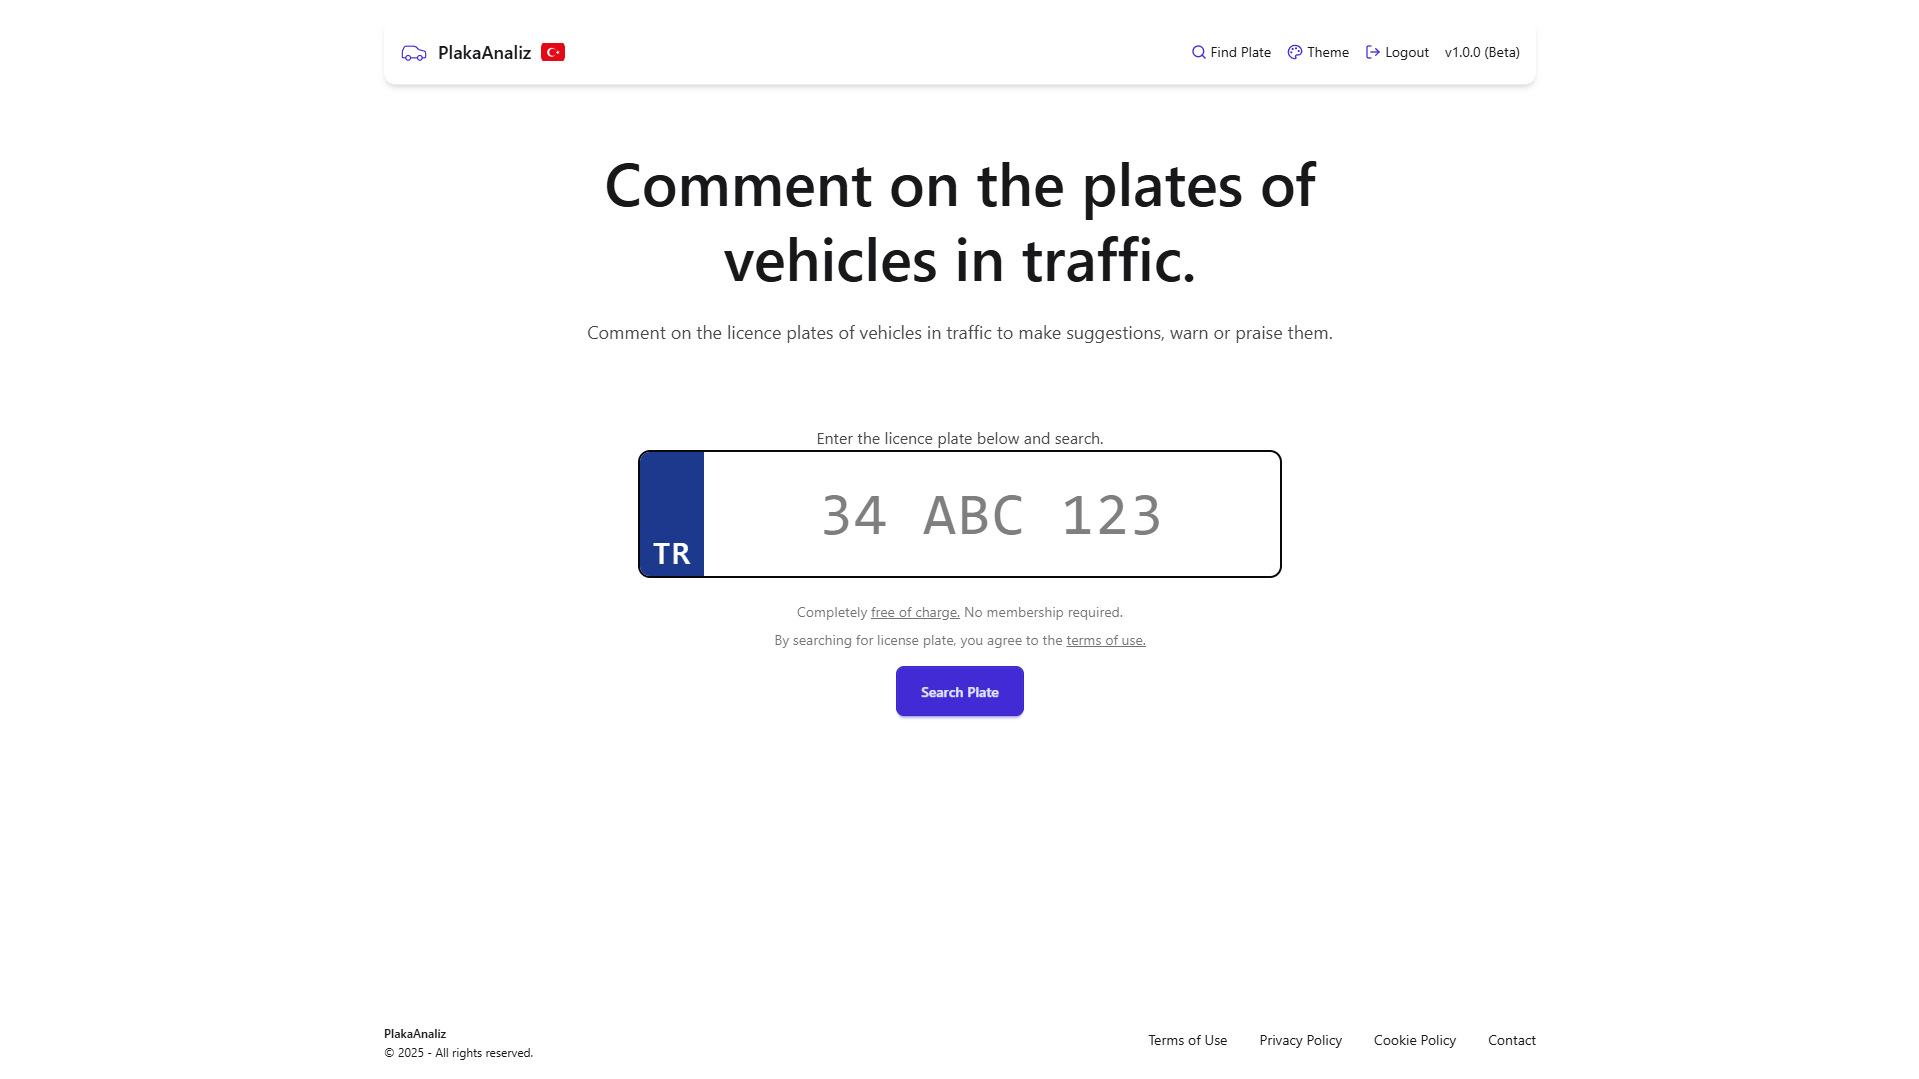 PlakaAnaliz
Find Plate
Theme
Logout
v1.0.0 (Beta)
Comment on the plates of
vehicles in traffic.
Comment on the licence plates of vehicles in traffic to make suggestions, warn or praise them.
Enter the licence plate below and search.
TR
34 ABC 123
Completely free of charge. No membership required.
By searching for license plate, you agree to the terms of use.
Search Plate
PlakaAnaliz
© 2025 - All rights reserved.
Terms of Use
Privacy Policy
Cookie Policy
Contact